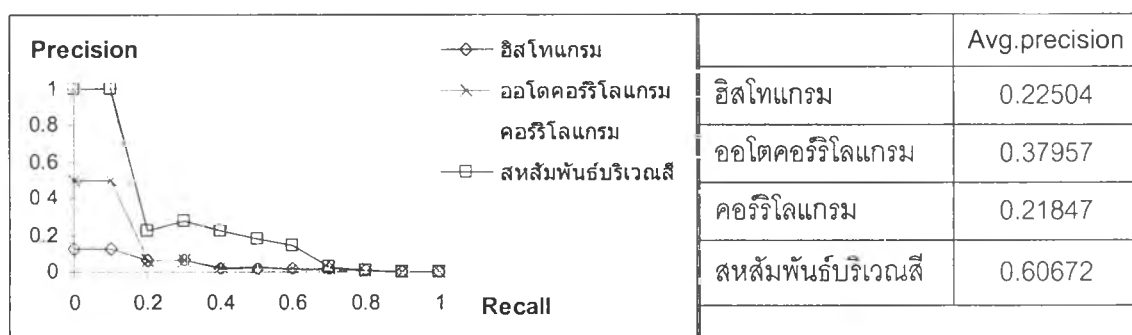 Precision
1
0.8
0.6
0 4
0.2
0
0 0.2 0.4 0.6 0.8 1
Recall
ฮิสโทแกรม
ออโตคอร์ริโลแกรม
คอร์ริโลแกรม
สหสัมพันธ์บริเวณสี
Avg.precision
ฮิสโทแกรม 0.22504
ออโตคอร์ริโลแกรม 0.37957
คอร์ริโลแกรม 0.21847
สหสัมพันธ์บริเวณสี 0.60672